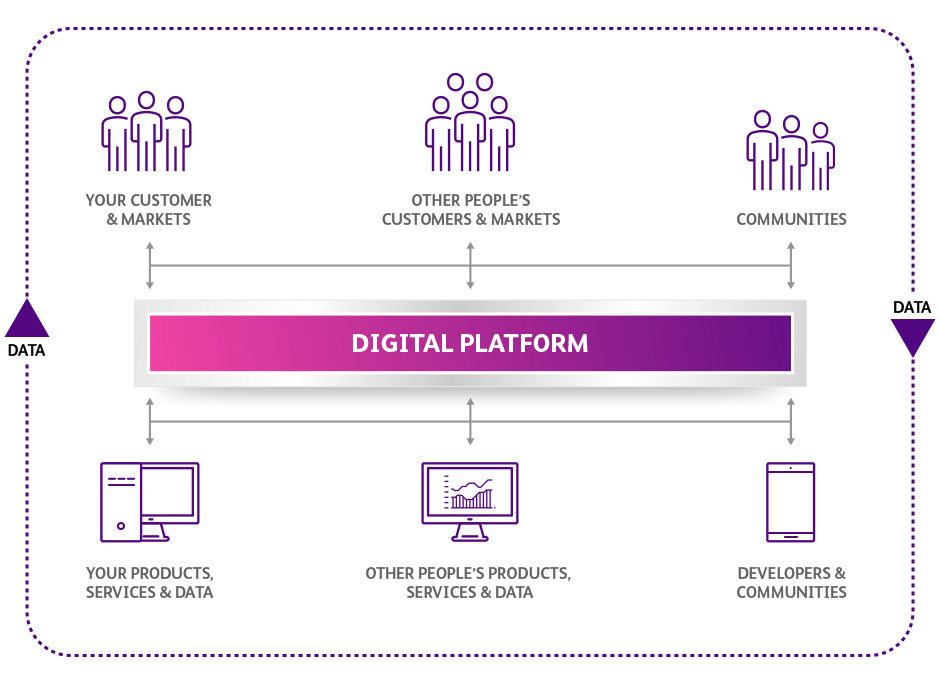 YOUR CUSTOMER
& MARKETS
OTHER PEOPLE’S
CUSTOMERS & MARKETS
COMMUNITIES
DATA
DIGITAL PLATFORM
DATA
YOUR PRODUCTS,
SERVICES & DATA
OTHER PEOPLE’S PRODUCTS,
SERVICES & DATA
DEVELOPERS &
COMMUNITIES